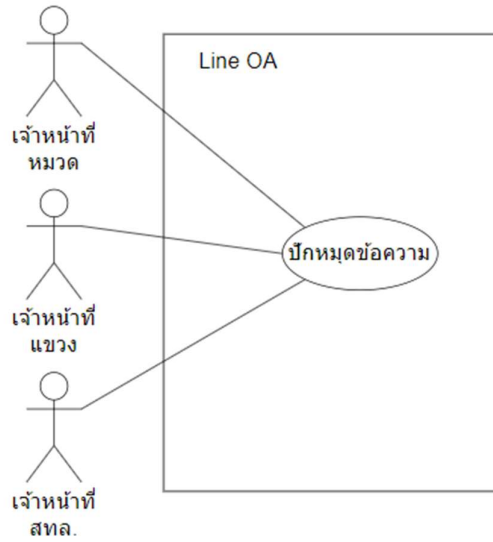 Line OA
เจ้าหน้าที่
หมวด
เจ้าหน้าที่
แขวง
ปักหมุดข้อความ
เจ้าหน้าที่
สทล.